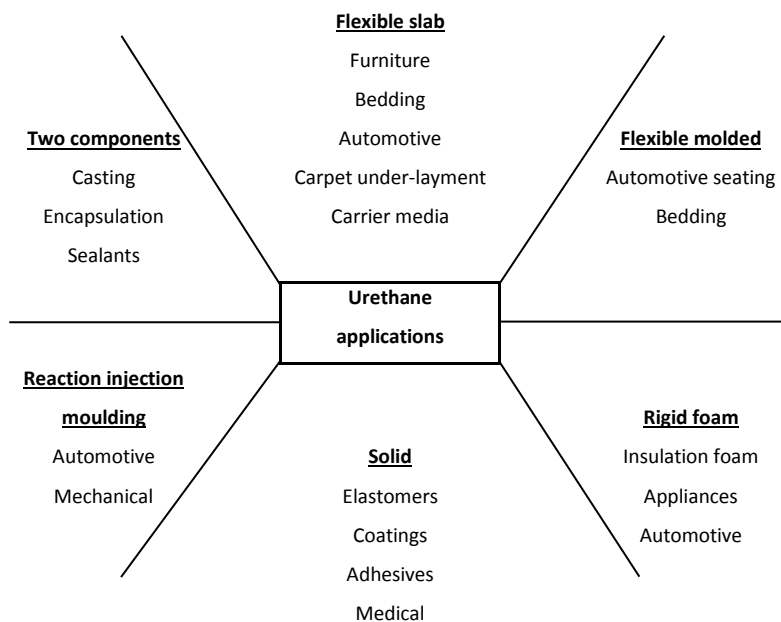 Flexible slab
Furniture
Bedding
Automotive
Carpet under-layment
Carrier media
Two components
Casting
Encapsulation
Sealants
Flexible molded
Automotive seating
Bedding
Urethane
applications
Reaction injection
moulding
Automotive
Mechanical
Solid
Elastomers
Coatings
Adhesives
Medical
Rigid foam
Insulation foam
Appliances
Automotive